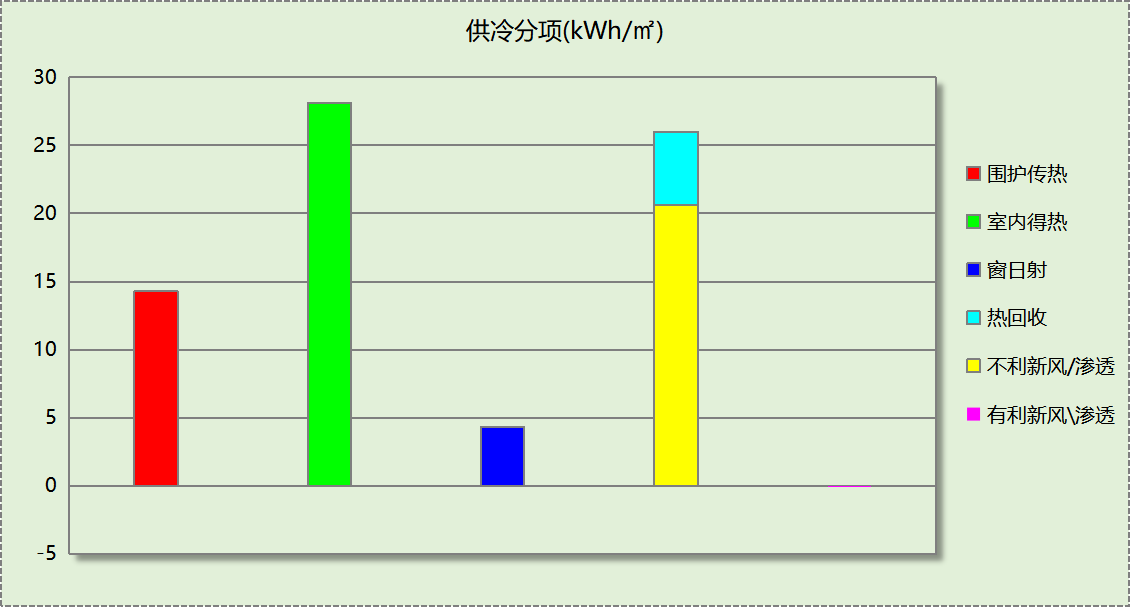 供冷分项(kWh/㎡)
30
25
20
15
10
5
0
-5
围护传热
室内得热
窗日射
热回收
不利新风/渗透
有利新风\渗透